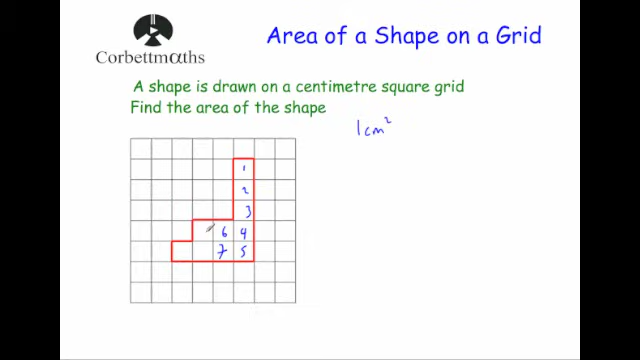 Area of a Shape on a Grid
Corbettmαths
A shape is drawn on a centimetre square grid
Find the area of the shape
1cm²
1
2
3
6 4
7 5